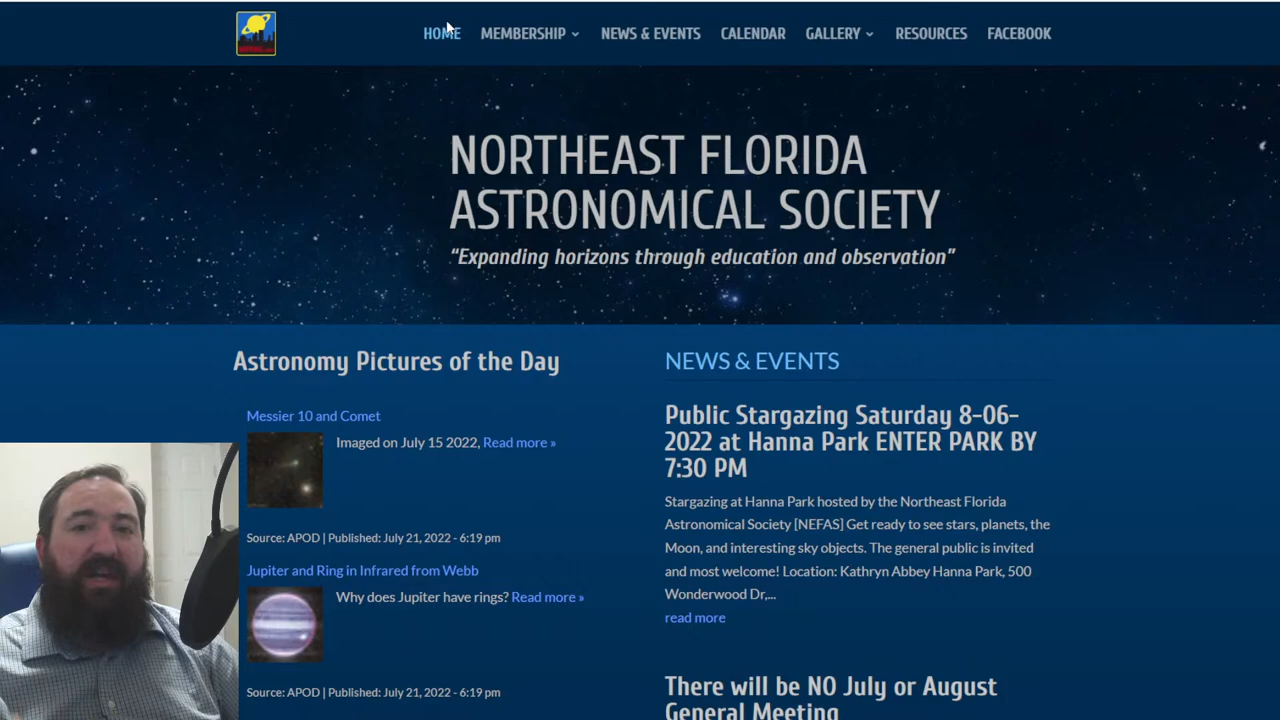 HOME MEMBERSHIP NEWS & EVENTS CALENDAR GALLERY RESOURCES FACEBOOK
NORTHEAST FLORIDA
ASTRONOMICAL SOCIETY
“Expanding horizons through education and observation”
Astronomy Pictures of the Day
Messier 10 and Comet
Imaged on July 15 2022, Read more »
Source: APOD | Published: July 21, 2022 - 6:19 pm
Jupiter and Ring in Infrared from Webb
Why does Jupiter have rings? Read more »
Source: APOD | Published: July 21, 2022 - 6:19 pm
NEWS & EVENTS
Public Stargazing Saturday 8-06-
2022 at Hanna Park ENTER PARK BY
7:30 PM
Stargazing at Hanna Park hosted by the Northeast Florida
Astronomical Society [NEFAS] Get ready to see stars, planets, the
Moon, and interesting sky objects. The general public is invited
and most welcome! Location: Kathryn Abbey Hanna Park, 500
Wonderwood Dr,...
read more
There will be NO July or August
General Meeting